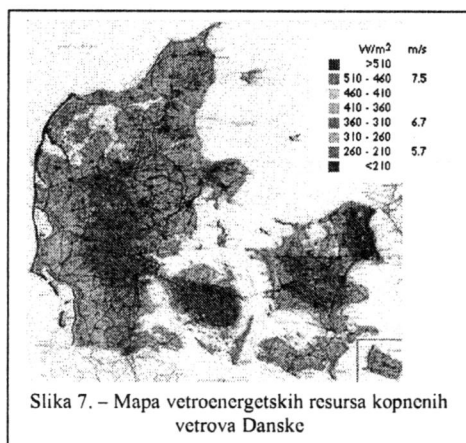 W/m² m/s
>510
510 - 460 7.5
460 - 410
410 - 360
360 - 310 6.7
310 - 260
260 - 210 5.7
<210
Slika 7. – Mapa vetroenergetskih resursa kopnenih
vetrova Danske